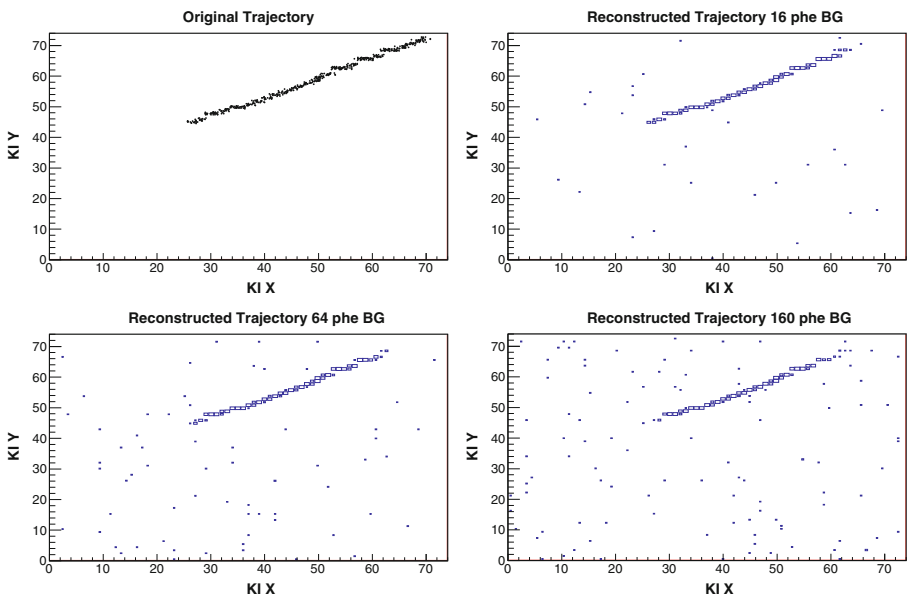 Original Trajectory
KI Y
70
60
50
40
30
20
10
0
0 10 20 30 40 50 60 70
KI X
Reconstructed Trajectory 16 phe BG
KI Y
70
60
50
40
30
20
10
0
0 10 20 30 40 50 60 70
KI X
Reconstructed Trajectory 64 phe BG
KI Y
70
60
50
40
30
20
10
0
0 10 20 30 40 50 60 70
KI X
Reconstructed Trajectory 160 phe BG
KI Y
70
60
50
40
30
20
10
0
0 10 20 30 40 50 60 70
KI X